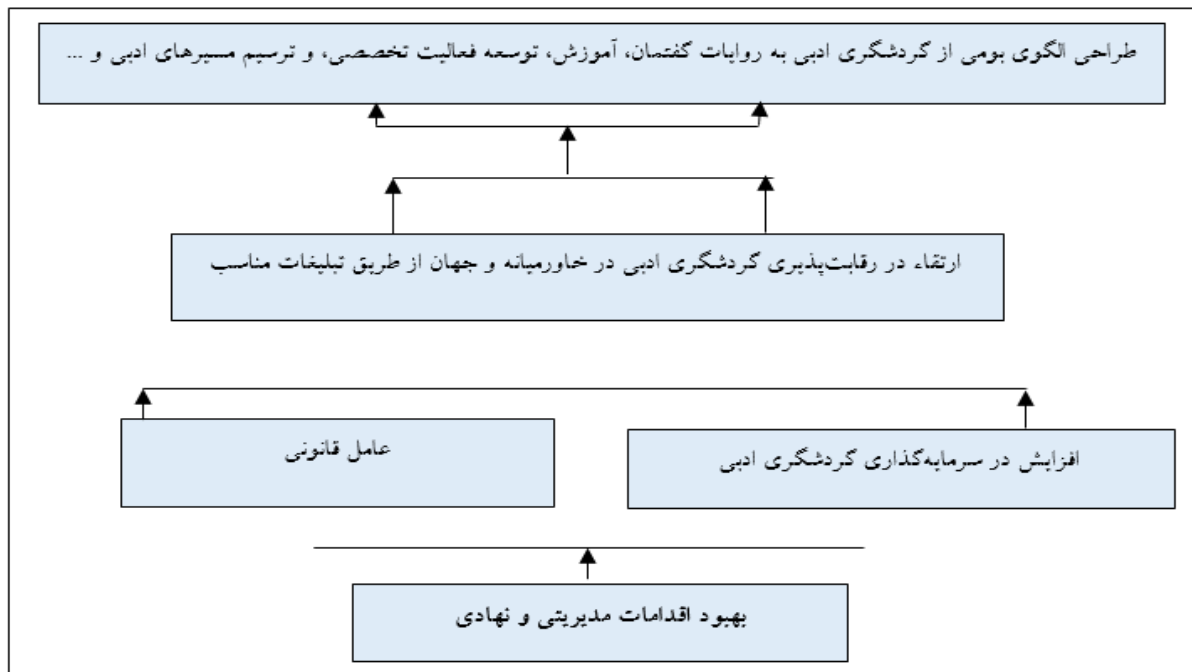 طراحی الگوی بومی از گردشگری ادبی به روایات گفتمان، آموزش، توسعه فعالیت تخصصی، و ترسیم مسیرهای ادبی و ...
ارتقاء در رقابت‌پذیری گردشگری ادبی در خاورمیانه و جهان از طریق تبلیغات مناسب
افزایش در سرمایه‌گذاری گردشگری ادبی
عامل قانونی
بهبود اقدامات مدیریتی و نهادی